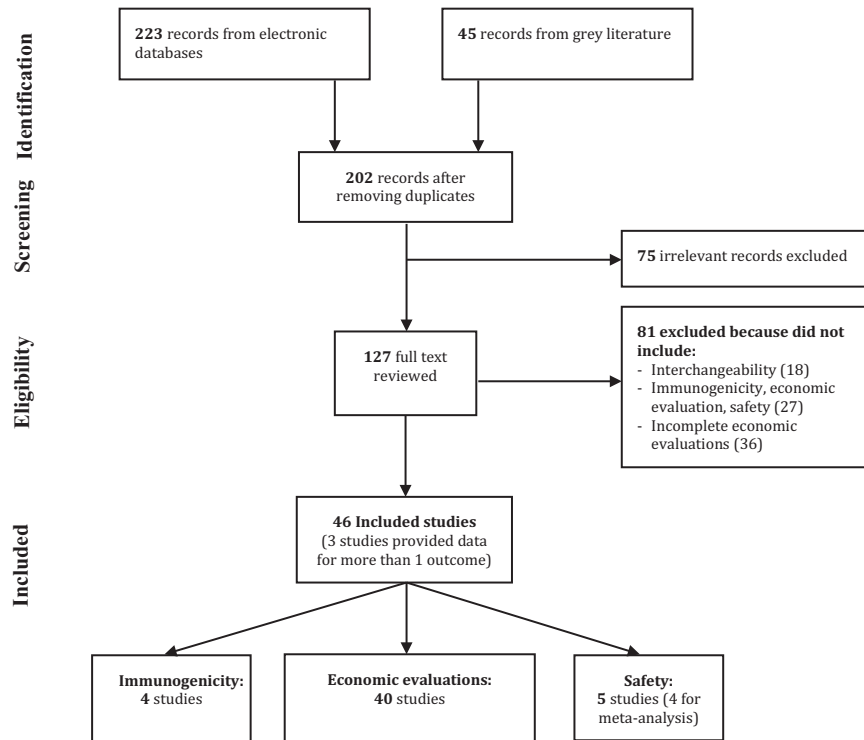 Identification
223 records from electronic
databases
45 records from grey literature
Screening
202 records after
removing duplicates
75 irrelevant records excluded
Eligibility
127 full text
reviewed
81 excluded because did not
include:
- Interchangeability (18)
- Immunogenicity, economic
evaluation, safety (27)
- Incomplete economic
evaluations (36)
Included
46 Included studies
(3 studies provided data
for more than 1 outcome)
Immunogenicity:
4 studies
Economic evaluations:
40 studies
Safety:
5 studies (4 for
meta-analysis)